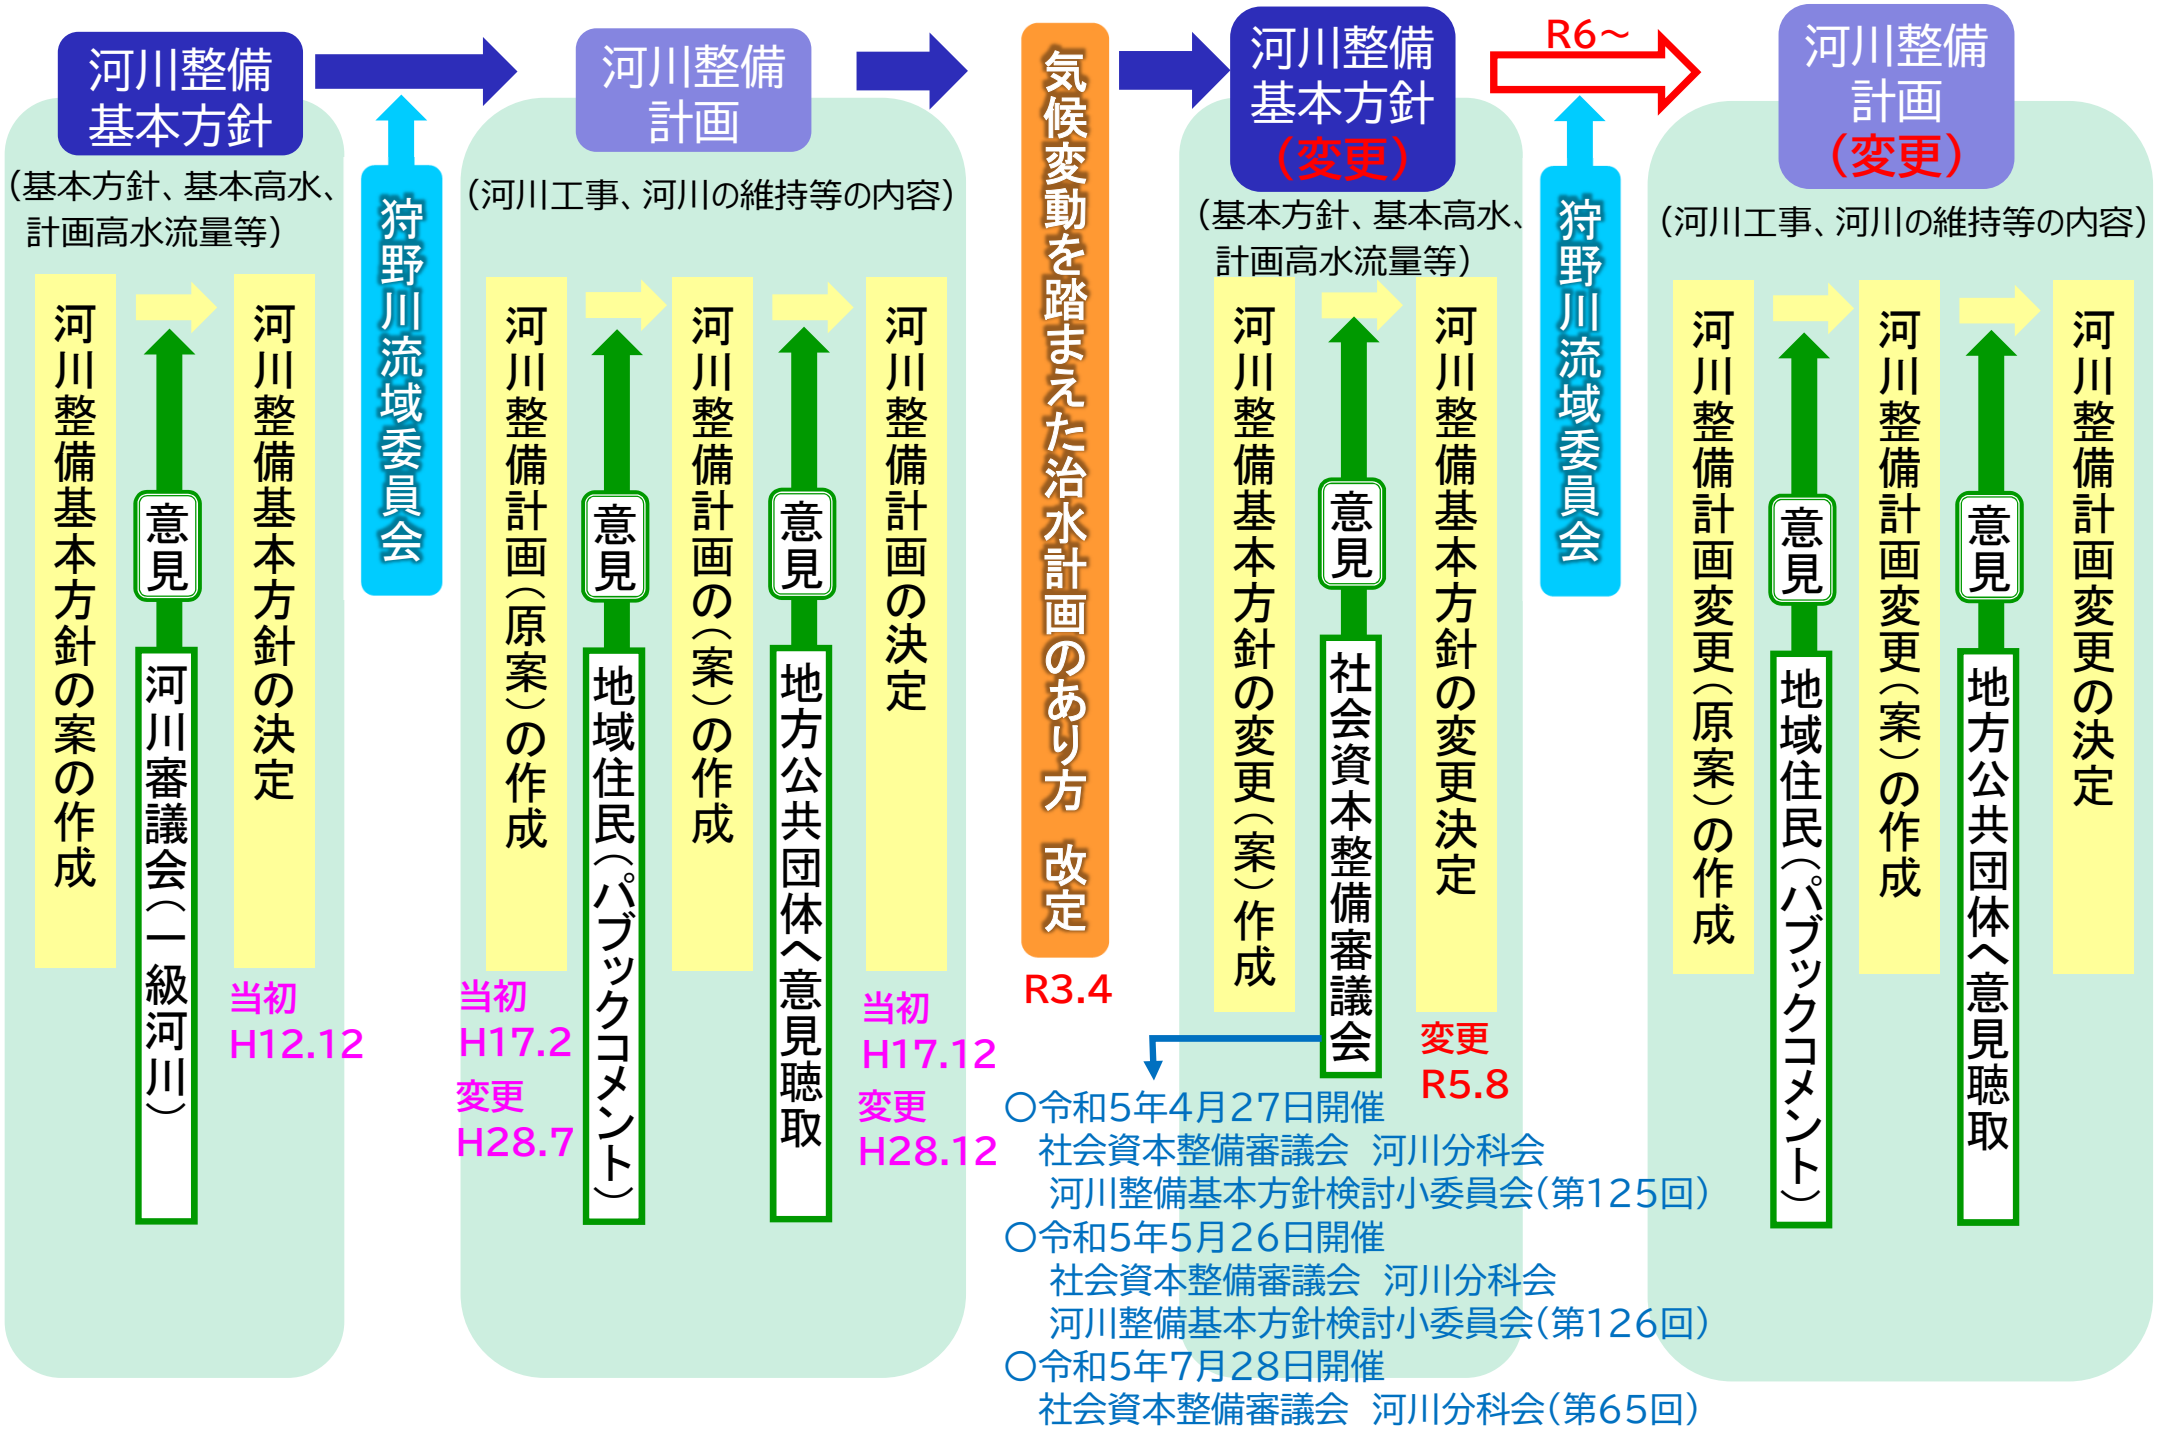 河川整備
基本方針
（基本方針、基本高水、
計画高水流量等）
河川整備基本方針の案の作成
意見
河川審議会（一級河川）
河川整備基本方針の決定
当初
H12.12
狩野川流域委員会
河川整備
計画
（河川工事、河川の維持等の内容）
河川整備計画（原案）の作成
当初
H17.2
変更
H28.7
意見
地域住民（パブックコメント）
河川整備計画の（案）の作成
意見
地方公共団体へ意見聴取
河川整備計画の決定
当初
H17.12
変更
H28.12
気候変動を踏まえた治水計画のあり方　改定
R3.4
河川整備
基本方針
（変更）
（基本方針、基本高水、
計画高水流量等）
河川整備基本方針の変更（案）作成
意見
社会資本整備審議会
河川整備基本方針の変更決定
変更
R5.8
〇令和5年4月27日開催
社会資本整備審議会　河川分科会
河川整備基本方針検討小委員会（第125回）
〇令和5年5月26日開催
社会資本整備審議会　河川分科会
河川整備基本方針検討小委員会（第126回）
〇令和5年7月28日開催
社会資本整備審議会　河川分科会（第65回）
R6～
狩野川流域委員会
河川整備
計画
（変更）
（河川工事、河川の維持等の内容）
河川整備計画変更（原案）の作成
意見
地域住民（パブックコメント）
河川整備計画変更（案）の作成
意見
地方公共団体へ意見聴取
河川整備計画変更の決定